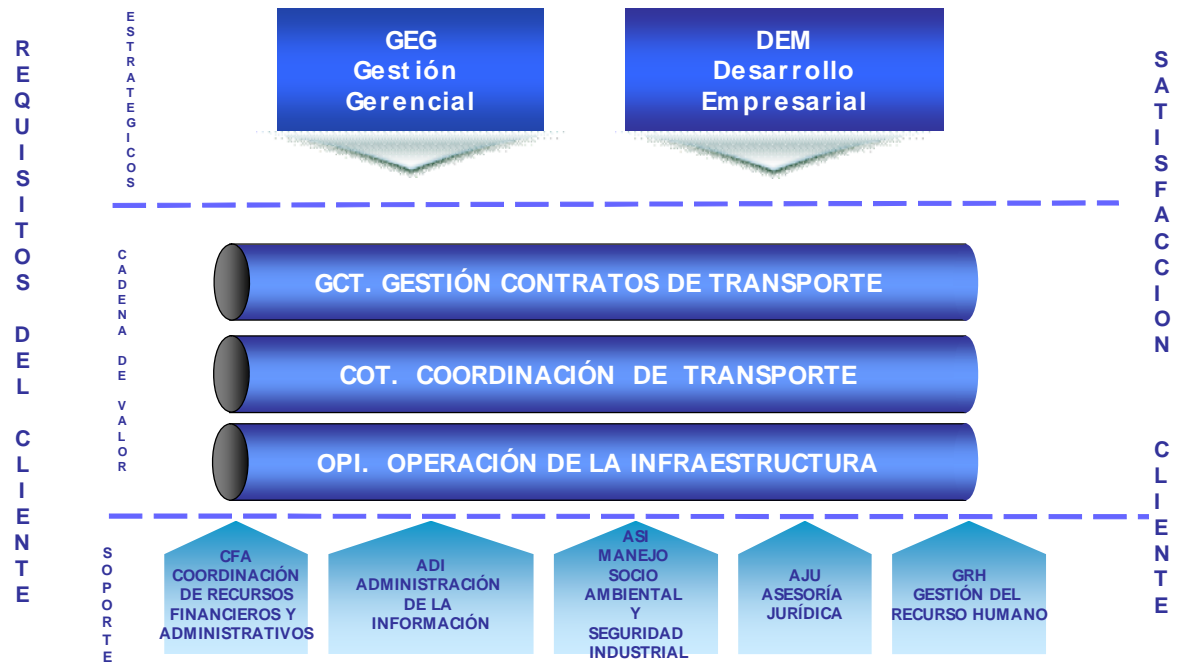 REQUISITOS DEL CLIENTE
ESTRATEGICOS
GEG
Gestión
Gerencial
DEM
Desarrollo
Empresarial
CADENA DE VALOR
GCT. GESTIÓN CONTRATOS DE TRANSPORTE
COT. COORDINACIÓN DE TRANSPORTE
OPI. OPERACIÓN DE LA INFRAESTRUCTURA
SOPORTE
CFA
COORDINACIÓN
DE RECURSOS
FINANCIEROS Y
ADMINISTRATIVOS
ADI
ADMINISTRACIÓN
DE LA
INFORMACIÓN
ASI
MANEJO
SOCIO
AMBIENTAL
Y
SEGURIDAD
INDUSTRIAL
AJU
ASESORÍA
JURÍDICA
GRH
GESTIÓN DEL
RECURSO HUMANO
SATISFACCION CLIENTE